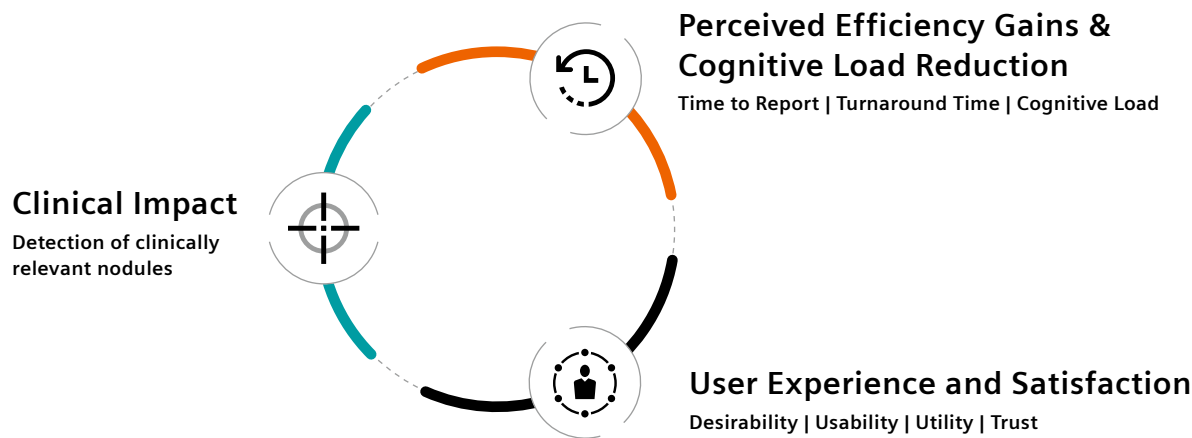 Perceived Efficiency Gains &
Cognitive Load Reduction
Time to Report | Turnaround Time | Cognitive Load
Clinical Impact
Detection of clinically
relevant nodules
User Experience and Satisfaction
Desirability | Usability | Utility | Trust